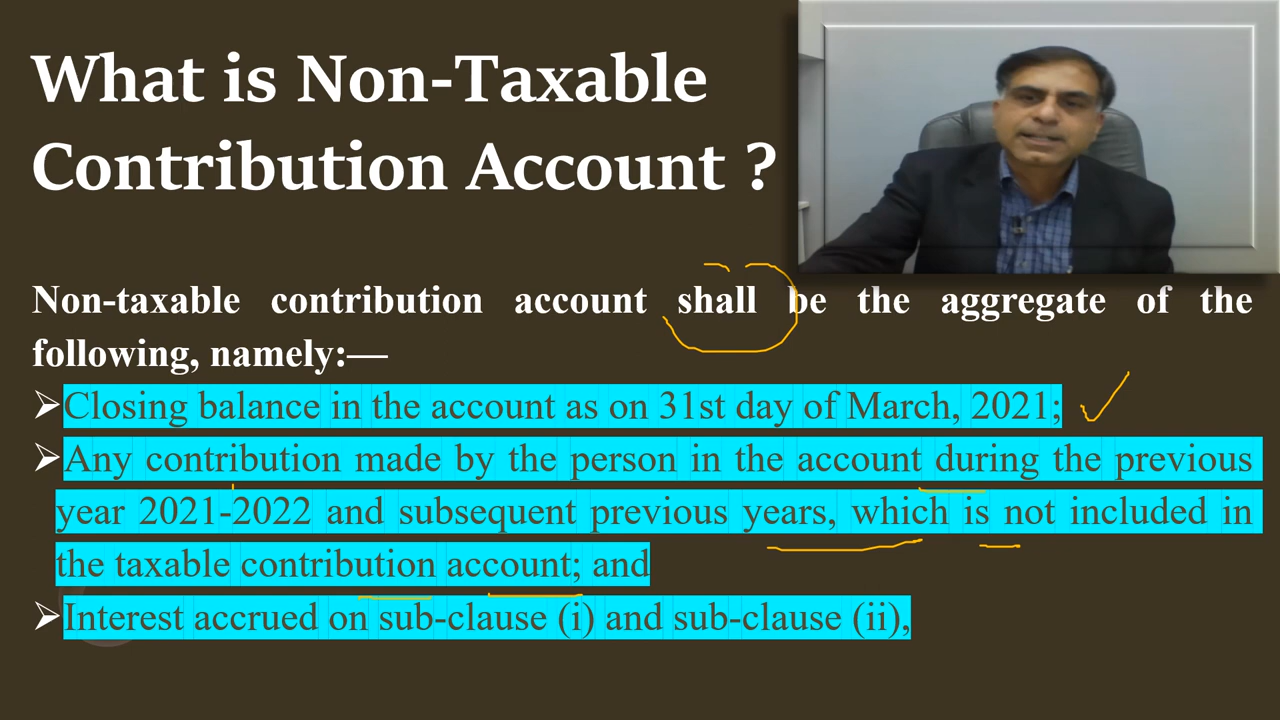 What is Non-Taxable
Contribution Account ?
Non-taxable contribution account shall be the aggregate of the
following, namely:—
➢Closing balance in the account as on 31st day of March, 2021;
➢Any contribution made by the person in the account during the previous
year 2021-2022 and subsequent previous years, which is not included in
the taxable contribution account; and
➢Interest accrued on sub-clause (i) and sub-clause (ii),